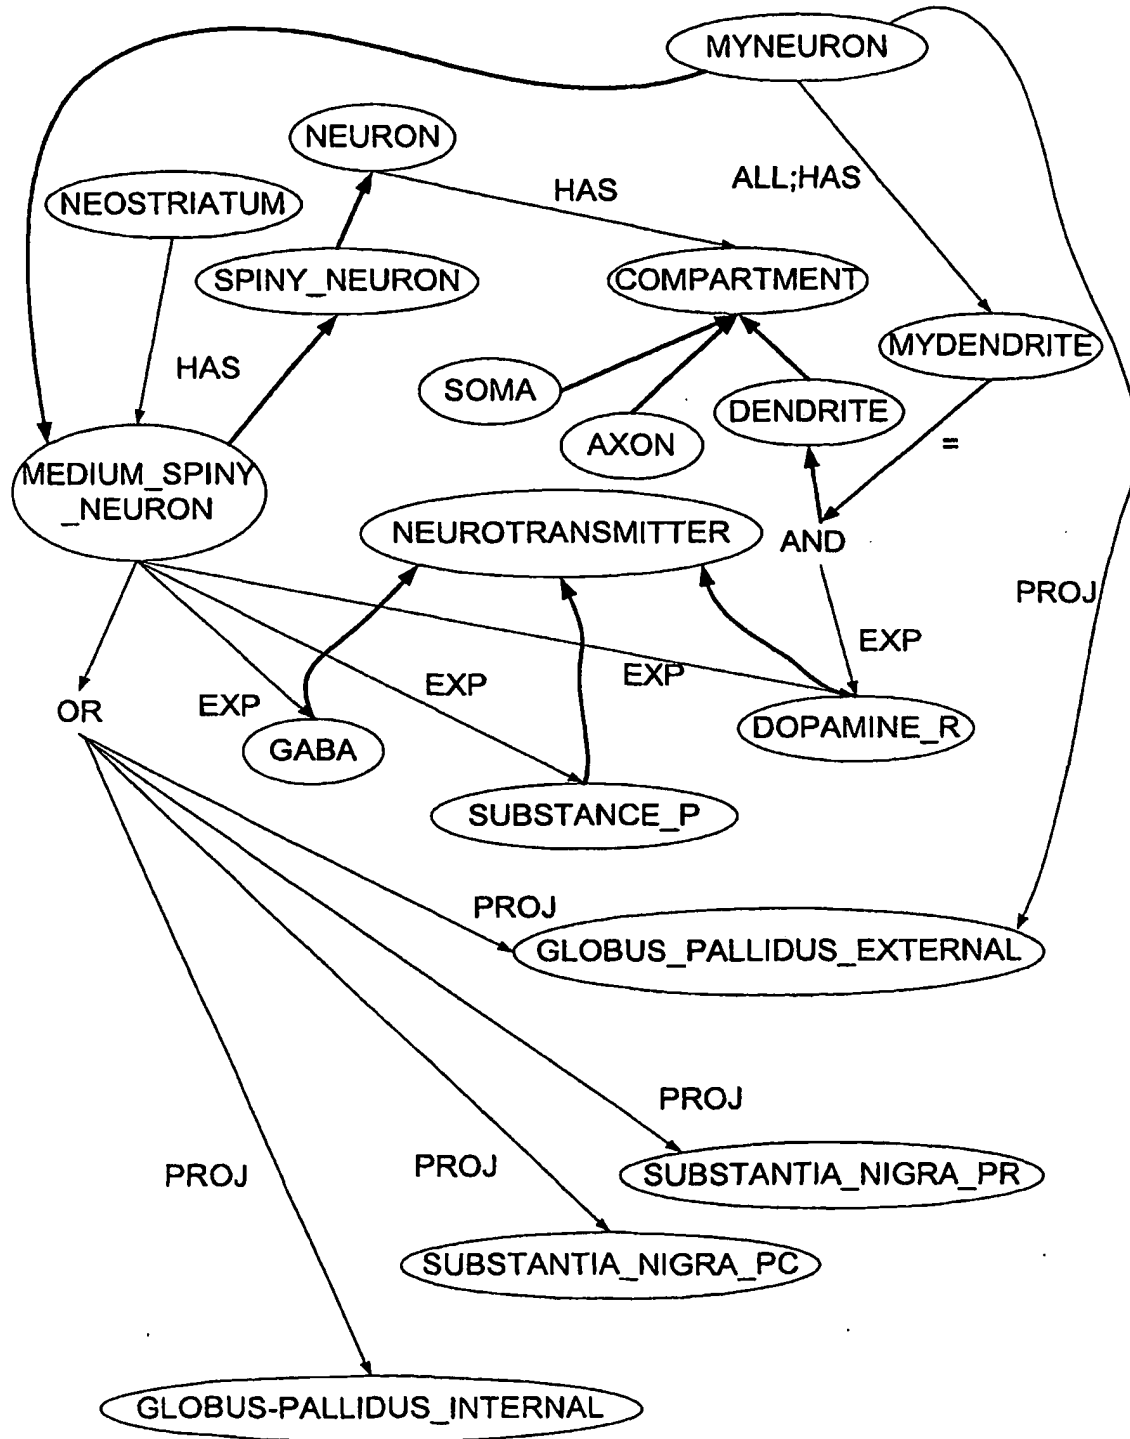 MYNEURON
NEURON
HAS
ALL;HAS
NEOSTRIATUM
SPINY_NEURON
COMPARTMENT
MYDENDRITE
HAS
SOMA
DENDRITE
AXON
=
MEDIUM_SPINY
_NEURON
NEUROTRANSMITTER
AND
PROJ
EXP
EXP
EXP
EXP
OR
GABA
DOPAMINE_R
SUBSTANCE_P
PROJ
GLOBUS_PALLIDUS_EXTERNAL
PROJ
PROJ
PROJ
SUBSTANTIA_NIGRA_PR
SUBSTANTIA_NIGRA_PC
GLOBUS-PALLIDUS_INTERNAL